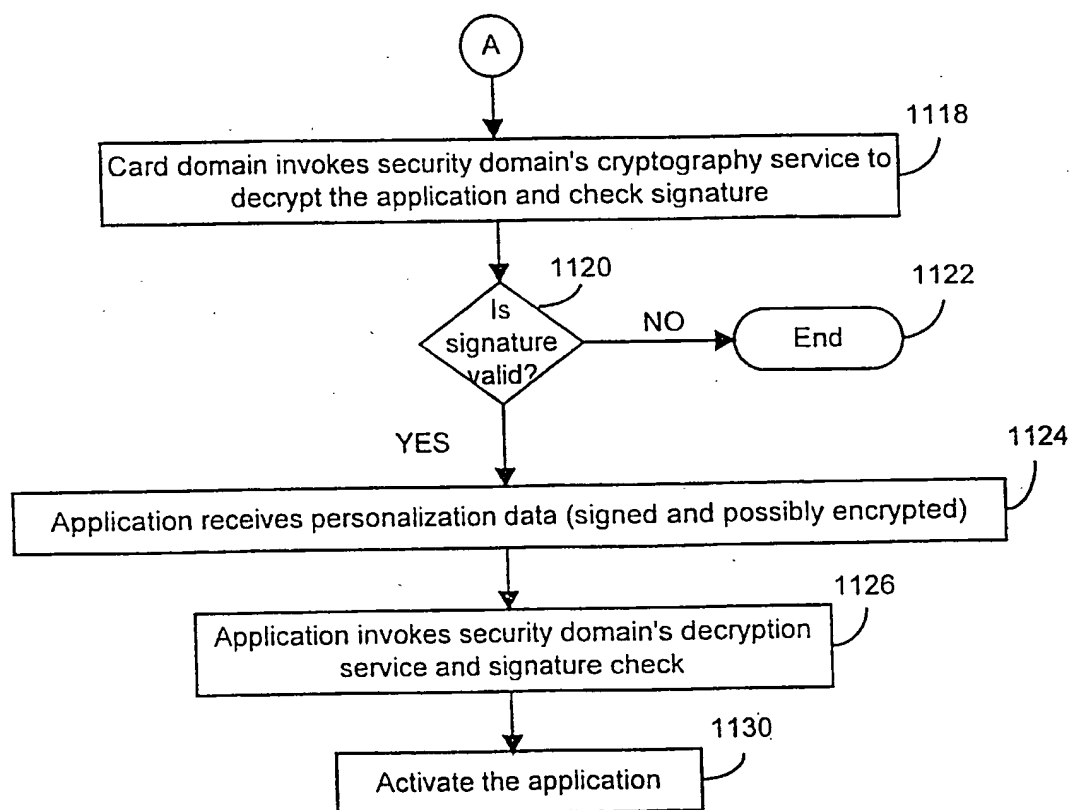 A
1118
Card domain invokes security domain's cryptography service to
decrypt the application and check signature
1120
Is
signature
valid?
NO
1122
End
YES
1124
Application receives personalization data (signed and possibly encrypted)
1126
Application invokes security domain's decryption
service and signature check
1130
Activate the application